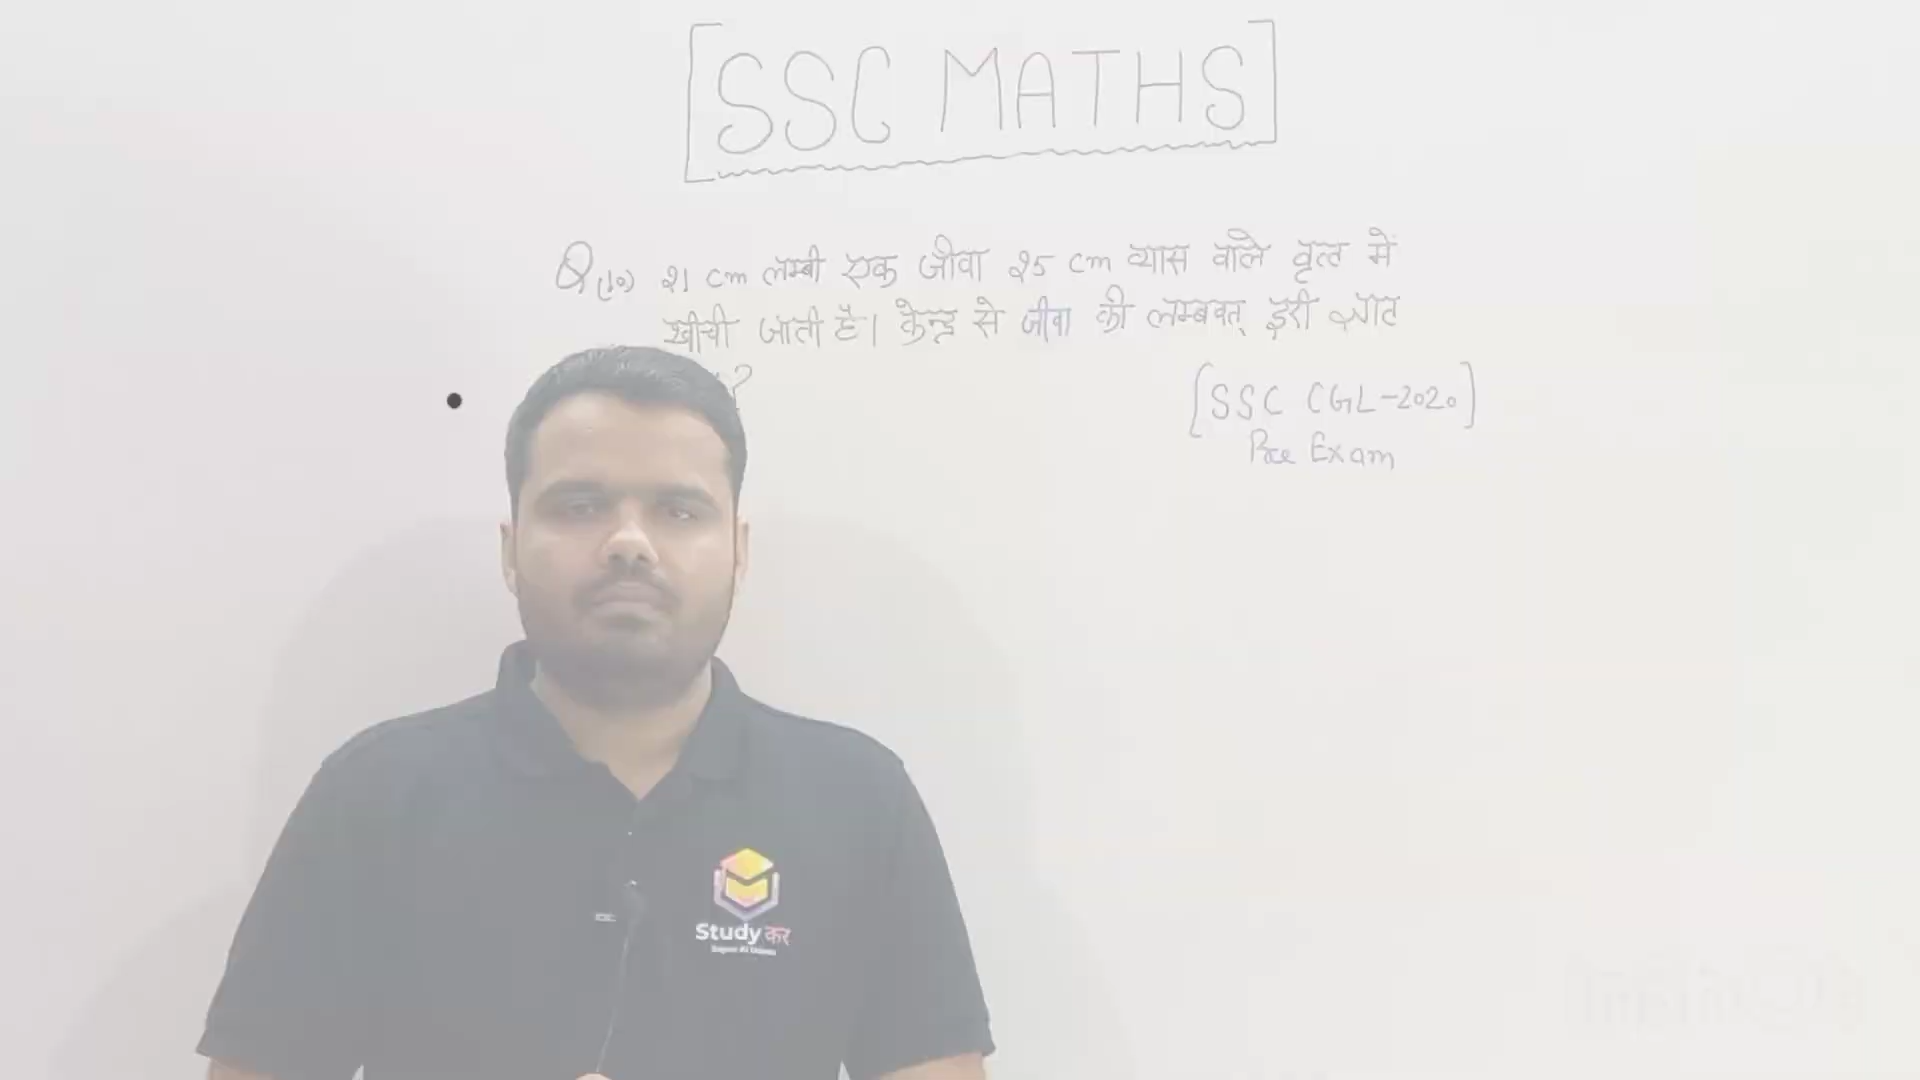 SSC MATHS
Q(10) 21 cm लम्बी एक जीवा 25 cm व्यास वाले वृत्त में
खींची जाती है। केन्द्र से जीवा की लम्बवत् दूरी ज्ञात
?
[SSC CGL-2020]
Pre Exam
Study कर